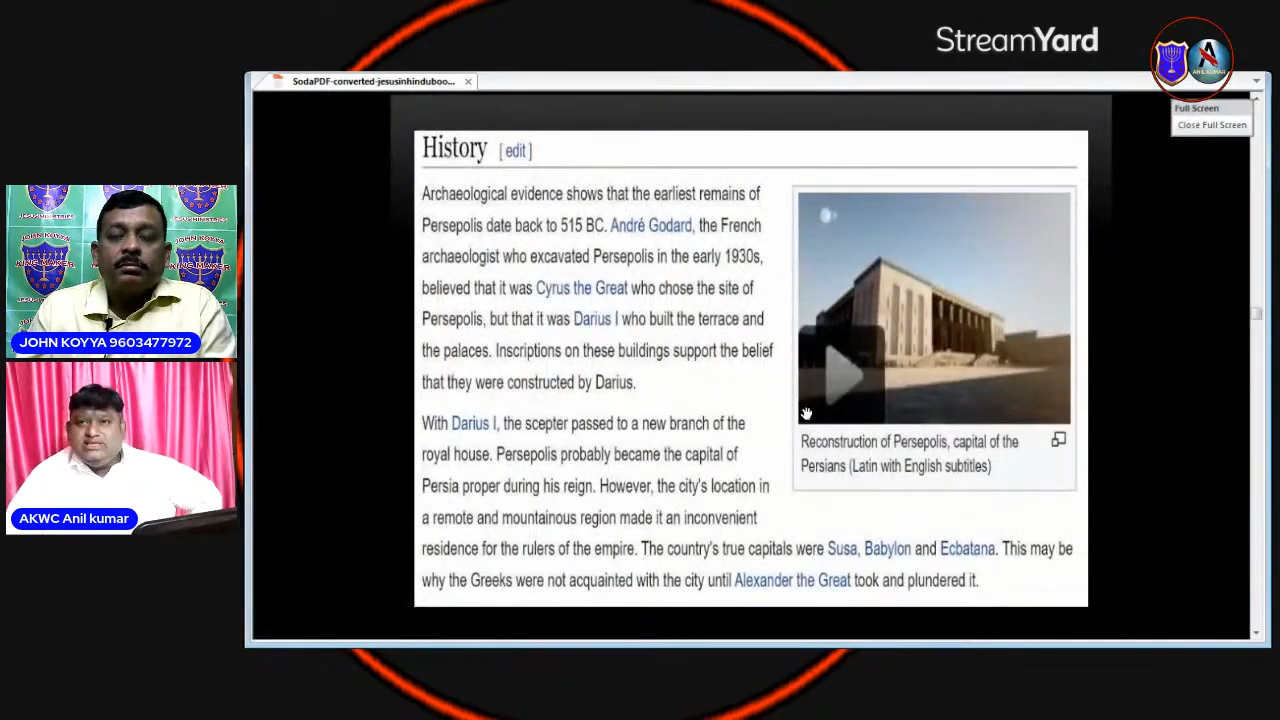 StreamYard
A
ANIL KUMAR
SodaPDF-converted-jesusinhinduboo...
Full Screen
Close Full Screen
History [ edit ]
Archaeological evidence shows that the earliest remains of
Persepolis date back to 515 BC. André Godard, the French
archaeologist who excavated Persepolis in the early 1930s,
believed that it was Cyrus the Great who chose the site of
Persepolis, but that it was Darius I who built the terrace and
the palaces. Inscriptions on these buildings support the belief
that they were constructed by Darius.
With Darius I, the scepter passed to a new branch of the
royal house. Persepolis probably became the capital of
Persia proper during his reign. However, the city's location in
a remote and mountainous region made it an inconvenient
residence for the rulers of the empire. The country's true capitals were Susa, Babylon and Ecbatana. This may be
why the Greeks were not acquainted with the city until Alexander the Great took and plundered it.
Reconstruction of Persepolis, capital of the
Persians (Latin with English subtitles)
JESUS MINISTRIES
JOHN KOYYA
KING MAKER
JOHN KOYYA 9603477972
AKWC Anil kumar